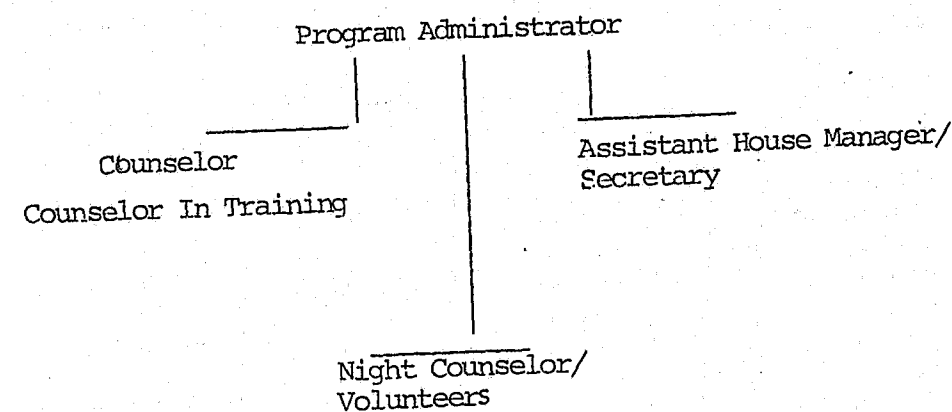 Program Administrator
Counselor
Counselor In Training
Assistant House Manager/
Secretary
Night Counselor/
Volunteers